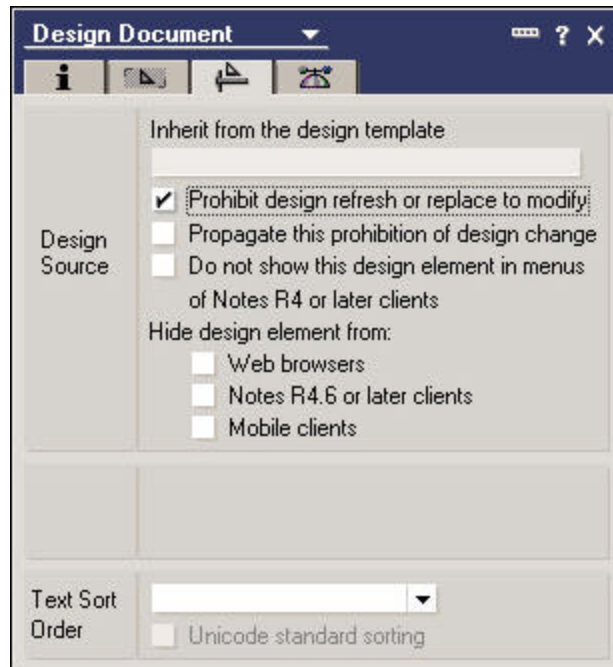 Design Document
? X
i
Inherit from the design template
Prohibit design refresh or replace to modify
Propagate this prohibition of design change
Design
Source
Do not show this design element in menus
of Notes R4 or later clients
Hide design element from:
Web browsers
Notes R4.6 or later clients
Mobile clients
Text Sort
Order
Unicode standard sorting